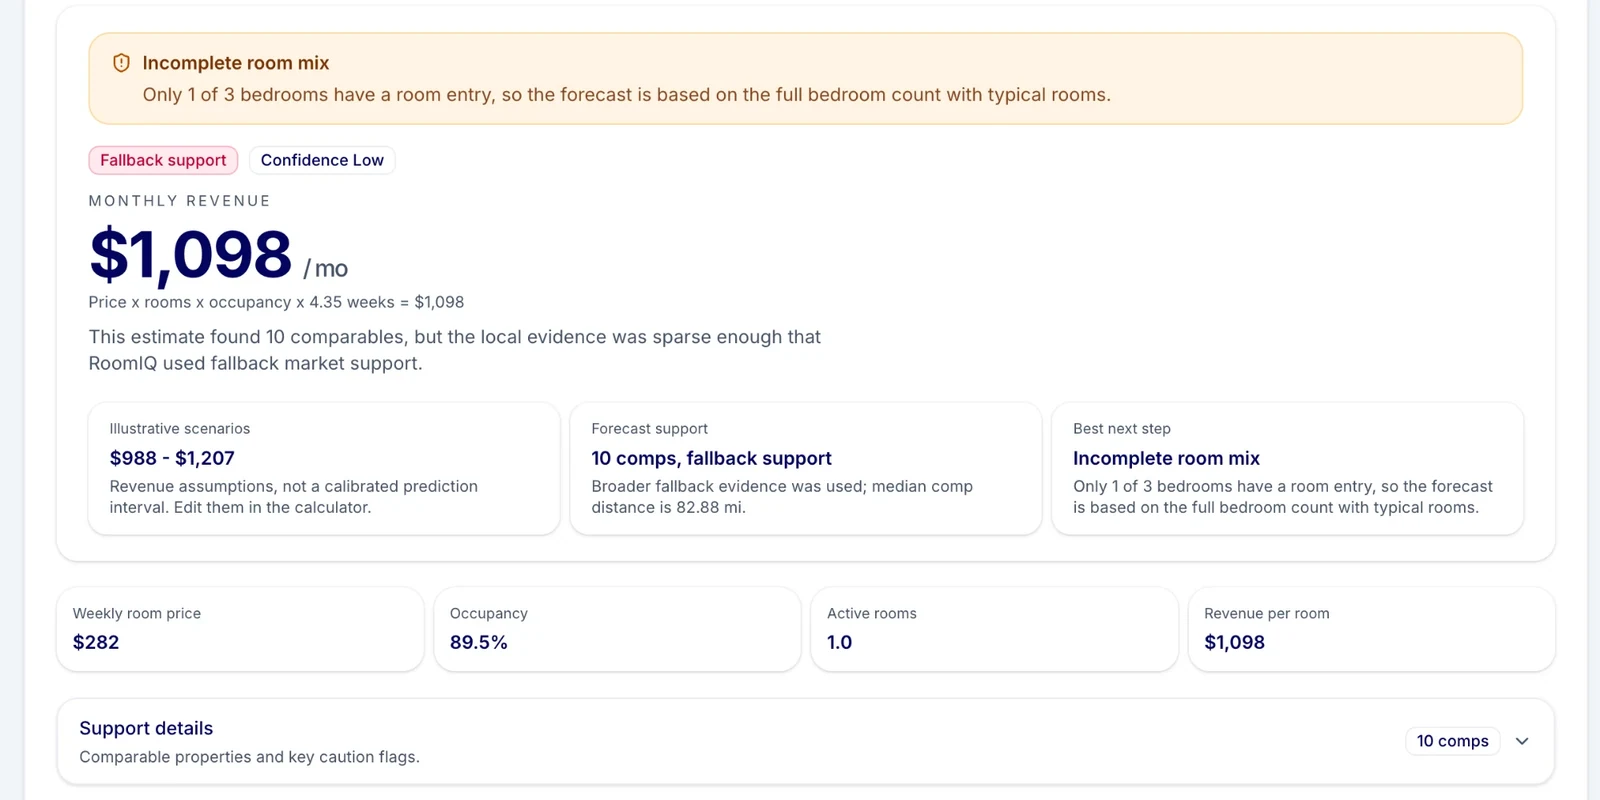 Incomplete room mix
Only 1 of 3 bedrooms have a room entry, so the forecast is based on the full bedroom count with typical rooms.
Fallback support
Confidence Low
MONTHLY REVENUE
$1,098 / mo
Price x rooms x occupancy x 4.35 weeks = $1,098
This estimate found 10 comparables, but the local evidence was sparse enough that
RoomIQ used fallback market support.
Illustrative scenarios
$988 - $1,207
Revenue assumptions, not a calibrated prediction
interval. Edit them in the calculator.
Forecast support
10 comps, fallback support
Broader fallback evidence was used; median comp
distance is 82.88 mi.
Best next step
Incomplete room mix
Only 1 of 3 bedrooms have a room entry, so the forecast
is based on the full bedroom count with typical rooms.
Weekly room price
$282
Occupancy
89.5%
Active rooms
1.0
Revenue per room
$1,098
Support details
Comparable properties and key caution flags.
10 comps